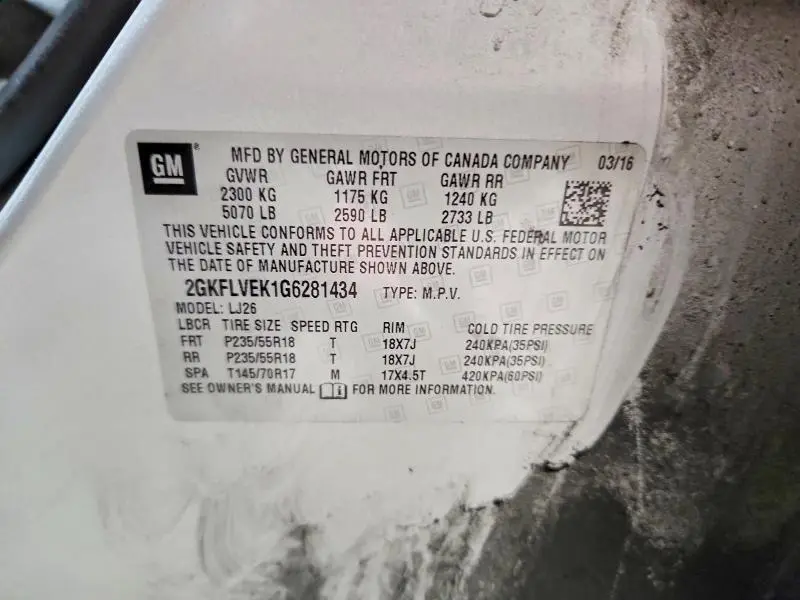 GM ® MFD BY GENERAL MOTORS OF CANADA COMPANY 03/16
GVWR GAWR FRT GAWR RR
2300 KG 1175 KG 1240 KG
5070 LB 2590 LB 2733 LB
THIS VEHICLE CONFORMS TO ALL APPLICABLE U.S. FEDERAL MOTOR
VEHICLE SAFETY AND THEFT PREVENTION STANDARDS IN EFFECT ON
THE DATE OF MANUFACTURE SHOWN ABOVE.
2GKFLVEK1G6281434 TYPE: M.P.V.
MODEL: LJ26
LBCR TIRE SIZE SPEED RTG RIM COLD TIRE PRESSURE
FRT P235/55R18 T 18X7J 240KPA(35PSI)
RR P235/55R18 T 18X7J 240KPA(35PSI)
SPA T145/70R17 M 17X4.5T 420KPA(60PSI)
SEE OWNER'S MANUAL FOR MORE INFORMATION.